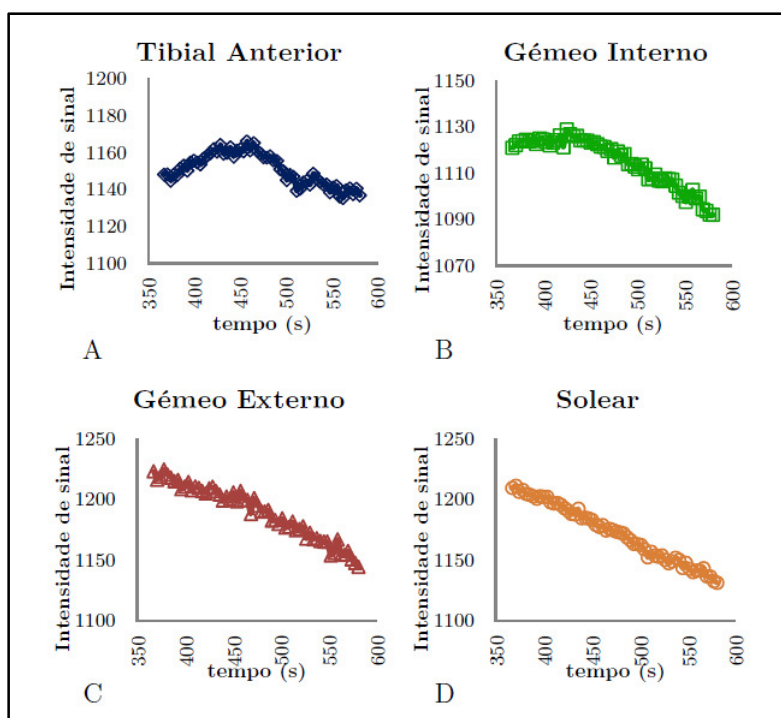 Tibial Anterior
Intensidade de sinal
1200
1180
1160
1140
1120
1100
350
400
450
500
550
600
tempo (s)
A
Gémeo Interno
Intensidade de sinal
1150
1130
1110
1090
1070
350
400
450
500
550
600
tempo (s)
B
Gémeo Externo
Intensidade de sinal
1250
1200
1150
1100
350
400
450
500
550
600
tempo (s)
C
Solear
Intensidade de sinal
1250
1200
1150
1100
350
400
450
500
550
600
tempo (s)
D